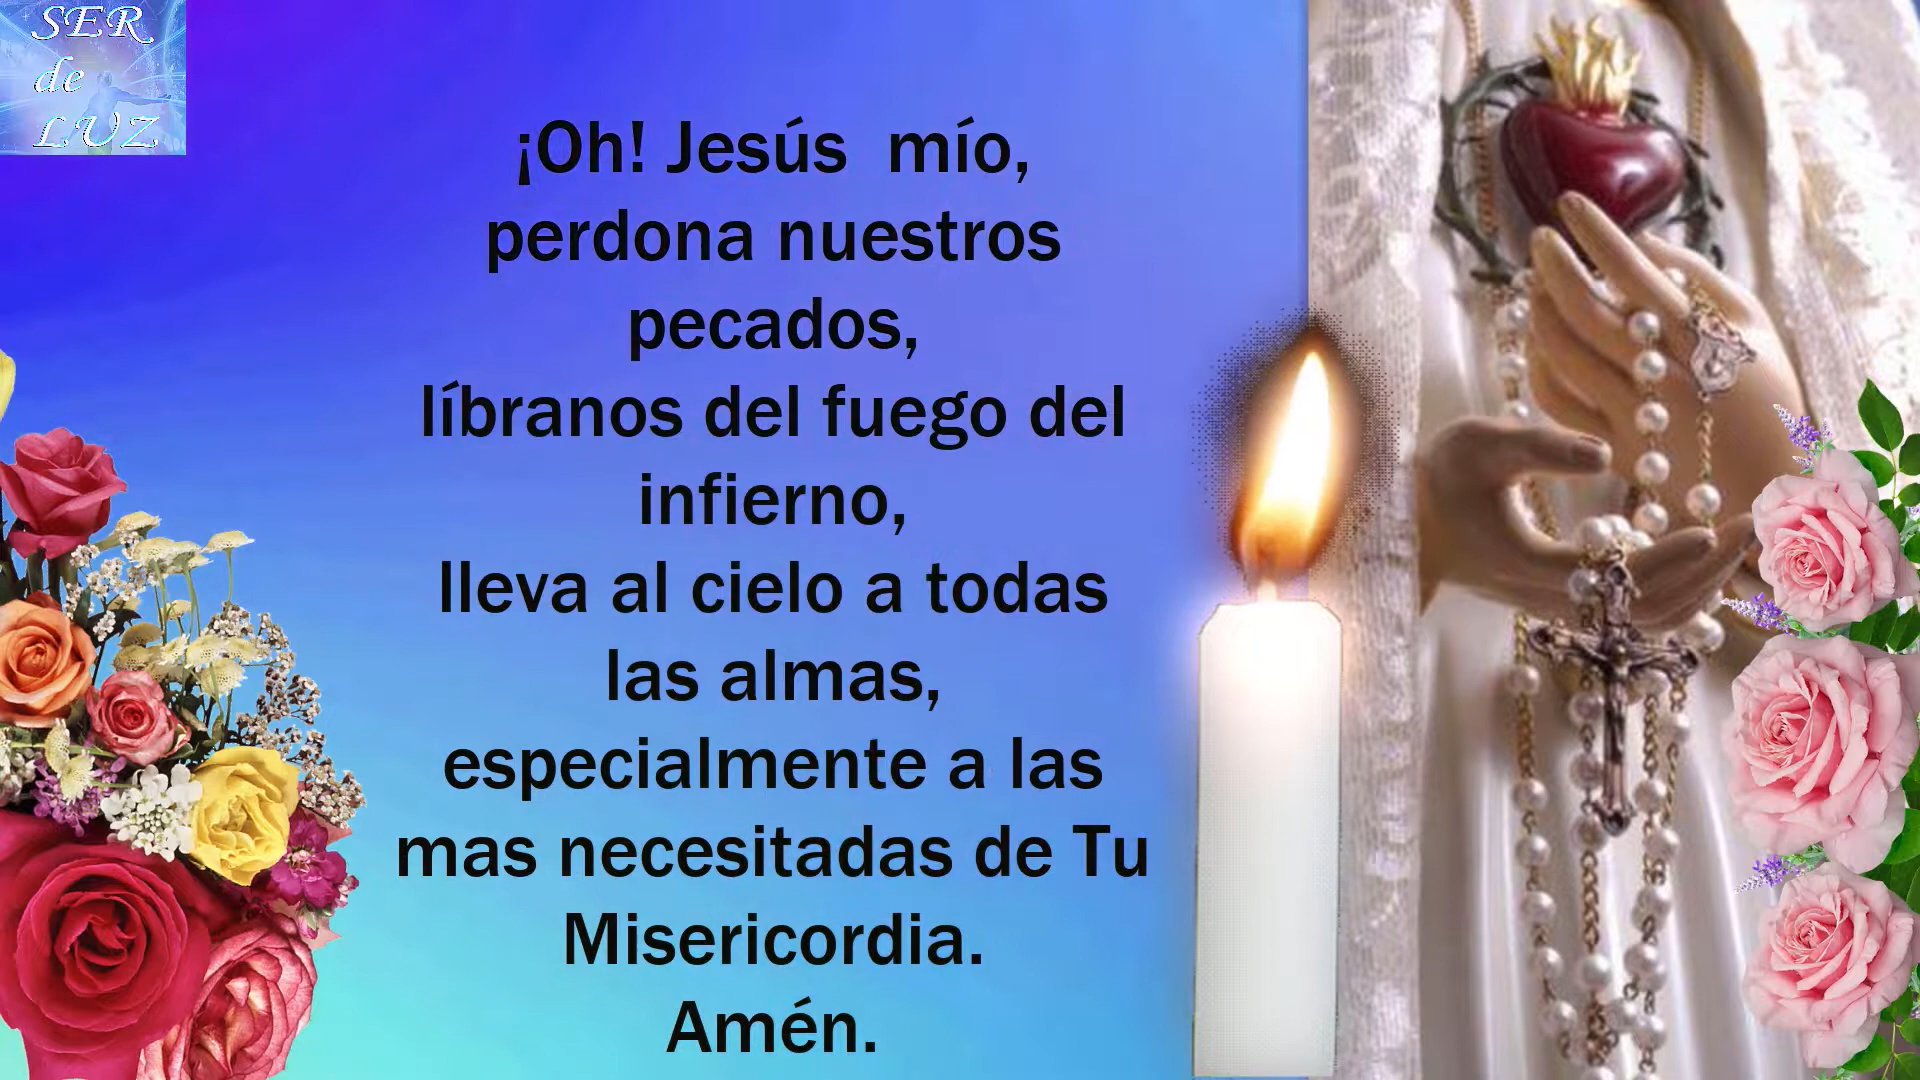 SER
de
LUZ
¡Oh! Jesús mío,
perdona nuestros
pecados,
líbranos del fuego del
infierno,
lleva al cielo a todas
las almas,
especialmente a las
mas necesitadas de Tu
Misericordia.
Amén.